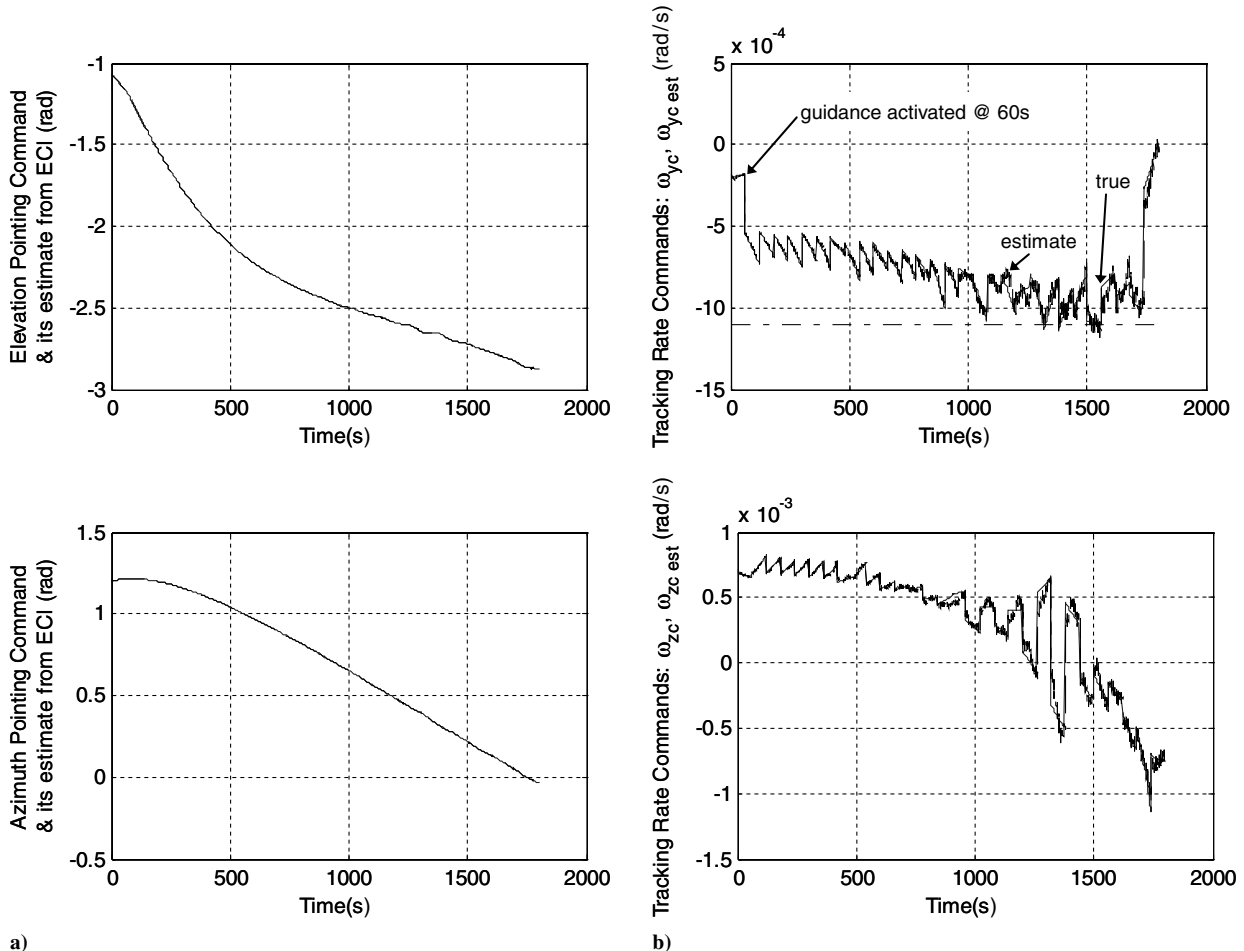 Elevation Pointing Command
& its estimate from ECI (rad)
-1
-1.5
-2
-2.5
-3
0 500 1000 1500 2000
Time(s)
Tracking Rate Commands: ωyc, ωyc est (rad/s)
x 10-4
5
0
-5
-10
-15
guidance activated @ 60s
true
estimate
0 500 1000 1500 2000
Time(s)
Azimuth Pointing Command
& its estimate from ECI (rad)
1.5
1
0.5
0
-0.5
0 500 1000 1500 2000
Time(s)
Tracking Rate Commands: ωzc, ωzc est (rad/s)
x 10-3
1
0.5
0
-0.5
-1
-1.5
0 500 1000 1500 2000
Time(s)
a)
b)